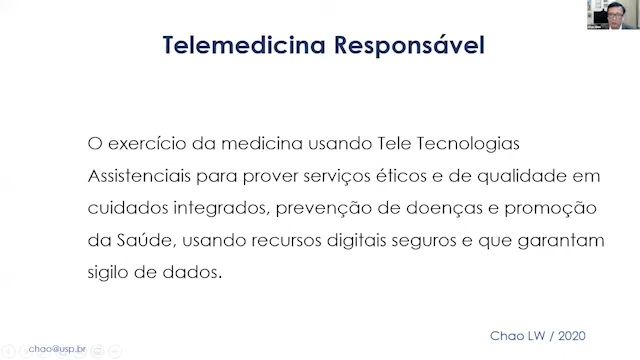 Telemedicina Responsável
O exercício da medicina usando Tele Tecnologias
Assistenciais para prover serviços éticos e de qualidade em
cuidados integrados, prevenção de doenças e promoção
da Saúde, usando recursos digitais seguros e que garantam
sigilo de dados.
Chao LW / 2020
chao@usp.br